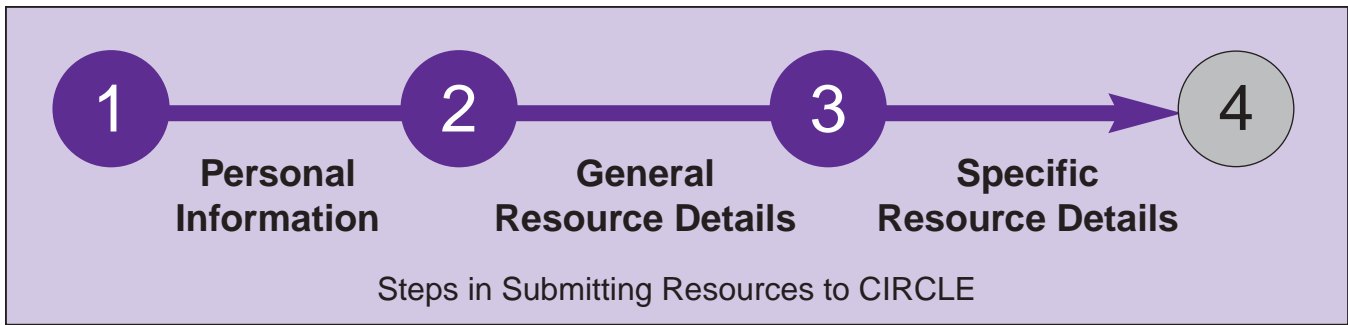 1 2 3 4
Personal General Specific
Information Resource Details Resource Details
Steps in Submitting Resources to CIRCLE